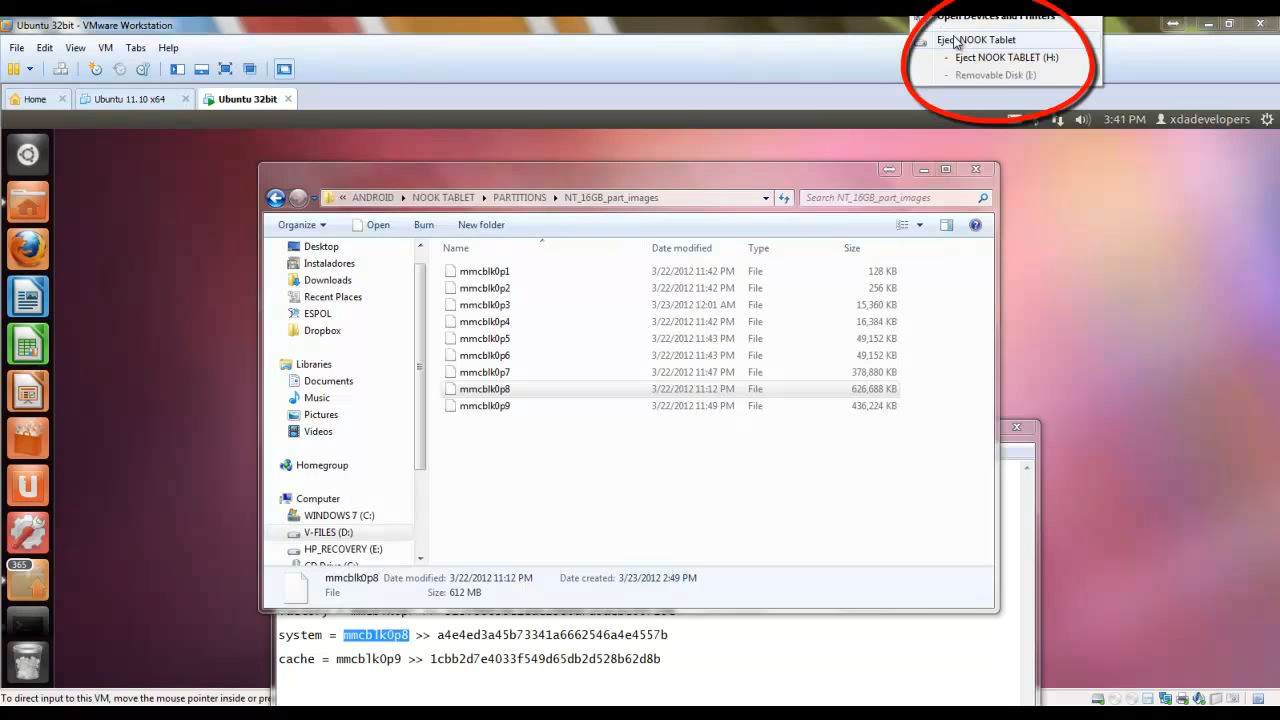 Ubuntu 32bit - VMware Workstation
Open Devices and Printers
Eject NOOK Tablet
- Eject NOOK TABLET (H:)
- Removable Disk (I:)
File Edit View VM Tabs Help
Home Ubuntu 11.10 x64 Ubuntu 32bit
3:41 PM xdadevelopers
« ANDROID NOOK TABLET PARTITIONS NT_16GB_part_images Search NT_16GB_part_images
Organize Open Burn New folder
Name Date modified Type Size
Desktop
Instaladores
Downloads
Recent Places
ESPOL
Dropbox
Libraries
Documents
Music
Pictures
Videos
Homegroup
Computer
WINDOWS 7 (C:)
V-FILES (D:)
HP_RECOVERY (E:)
mmcblk0p1 3/22/2012 11:42 PM File 128 KB
mmcblk0p2 3/22/2012 11:42 PM File 256 KB
mmcblk0p3 3/23/2012 12:01 AM File 15,360 KB
mmcblk0p4 3/22/2012 11:42 PM File 16,384 KB
mmcblk0p5 3/22/2012 11:43 PM File 49,152 KB
mmcblk0p6 3/22/2012 11:43 PM File 49,152 KB
mmcblk0p7 3/22/2012 11:47 PM File 378,880 KB
mmcblk0p8 3/22/2012 11:12 PM File 626,688 KB
mmcblk0p9 3/22/2012 11:49 PM File 436,224 KB
365
mmcblk0p8 Date modified: 3/22/2012 11:12 PM Date created: 3/23/2012 2:49 PM
File Size: 612 MB
system = mmcblk0p8 >> a4e4ed3a45b73341a6662546a4e4557b
cache = mmcblk0p9 >> 1cbb2d7e4033f549d65db2d528b62d8b
To direct input to this VM, move the mouse pointer inside or pre